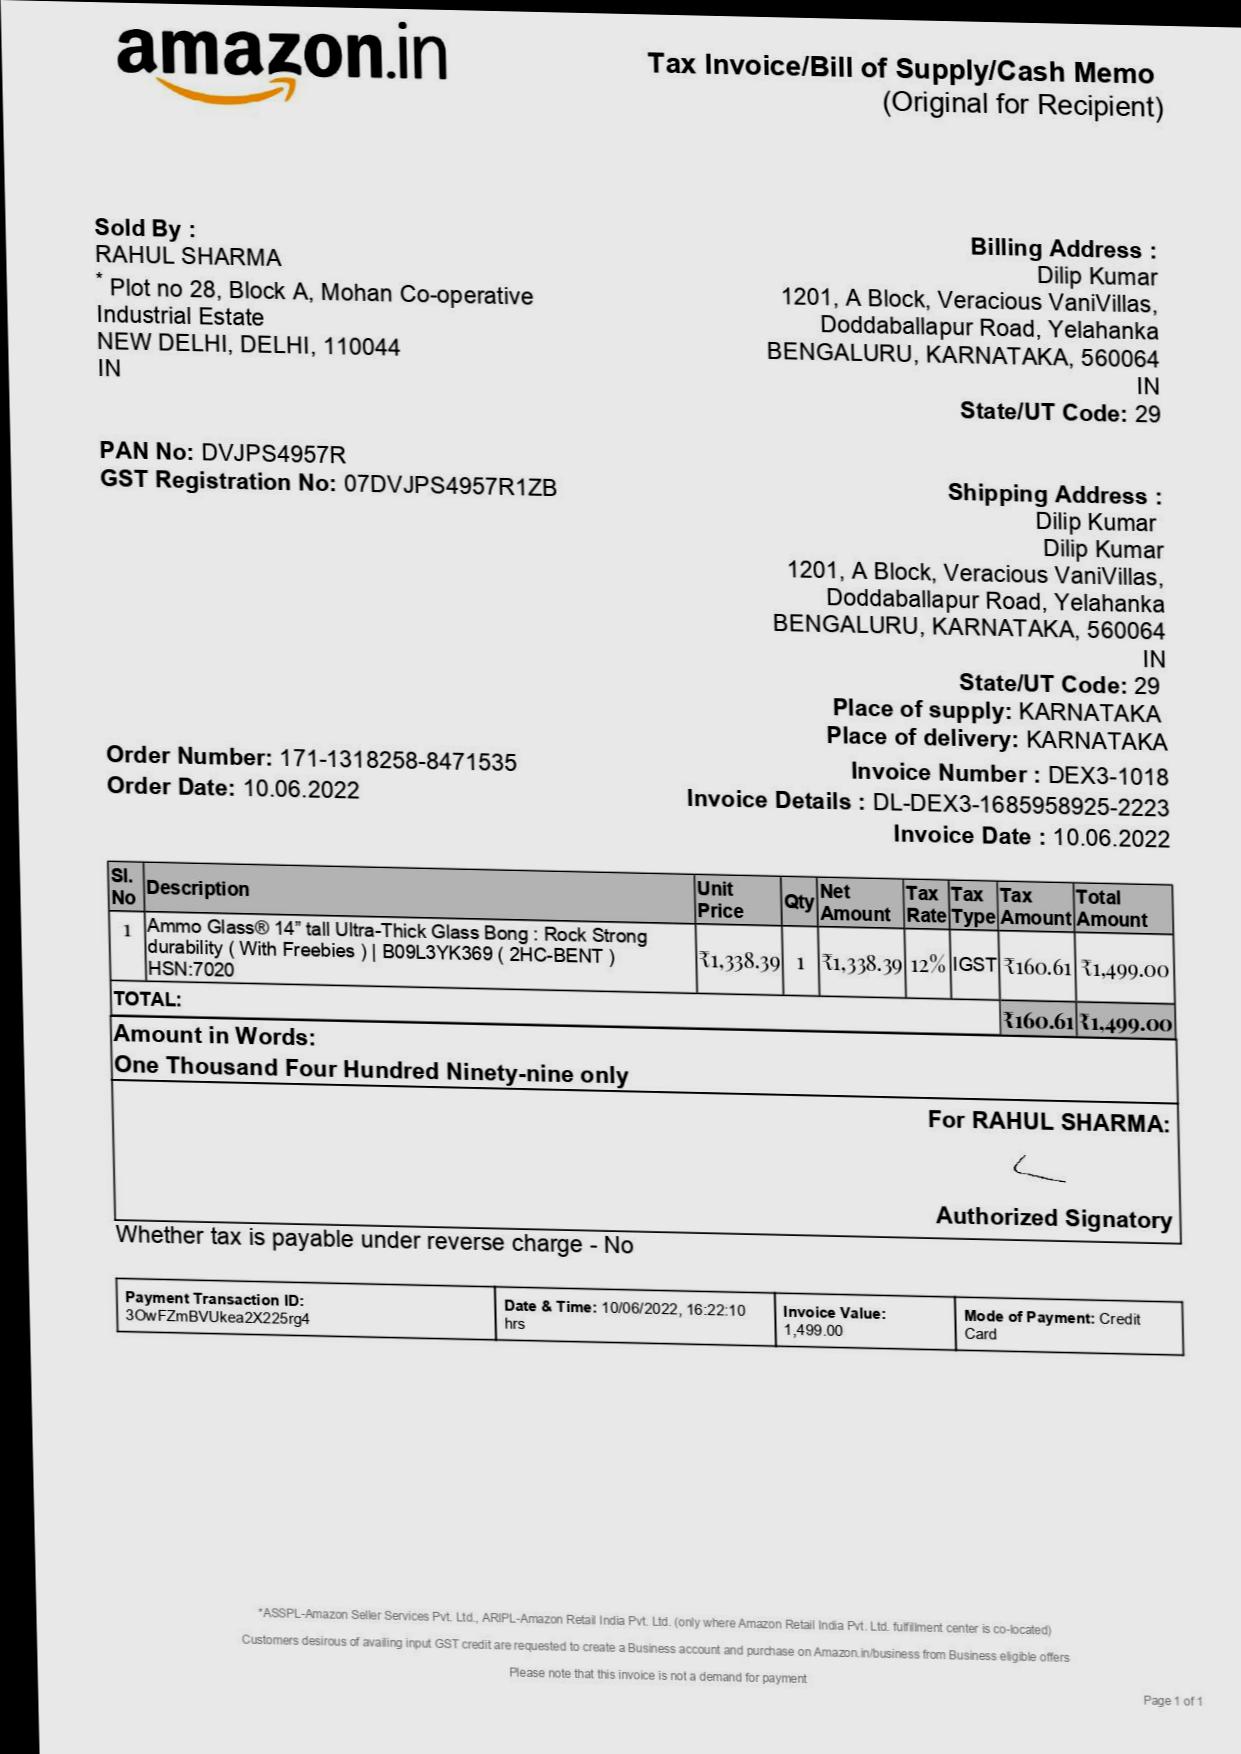 amazon.in
Tax Invoice/Bill of Supply/Cash Memo
(Original for Recipient)
Sold By :
RAHUL SHARMA
* Plot no 28, Block A, Mohan Co-operative
Industrial Estate
NEW DELHI, DELHI, 110044
IN
PAN No: DVJPS4957R
GST Registration No: 07DVJPS4957R1ZB
Billing Address :
Dilip Kumar
1201, A Block, Veracious VaniVillas,
Doddaballapur Road, Yelahanka
BENGALURU, KARNATAKA, 560064
IN
State/UT Code: 29
Shipping Address :
Dilip Kumar
Dilip Kumar
1201, A Block, Veracious VaniVillas,
Doddaballapur Road, Yelahanka
BENGALURU, KARNATAKA, 560064
IN
State/UT Code: 29
Place of supply: KARNATAKA
Place of delivery: KARNATAKA
Order Number: 171-1318258-8471535
Order Date: 10.06.2022
Invoice Number : DEX3-1018
Invoice Details : DL-DEX3-1685958925-2223
Invoice Date : 10.06.2022
Sl. No Description Unit Price Qty Net Amount Tax Rate Tax Type Tax Amount Total Amount
1 Ammo Glass® 14” tall Ultra-Thick Glass Bong : Rock Strong
durability ( With Freebies ) | B09L3YK369 ( 2HC-BENT )
HSN:7020
₹1,338.39 1 ₹1,338.39 12% IGST ₹160.61 ₹1,499.00
TOTAL: ₹160.61 ₹1,499.00
Amount in Words:
One Thousand Four Hundred Ninety-nine only
For RAHUL SHARMA:
Authorized Signatory
Whether tax is payable under reverse charge - No
Payment Transaction ID:
3OwFZmBVUkea2X225rg4
Date & Time: 10/06/2022, 16:22:10
hrs
Invoice Value:
1,499.00
Mode of Payment: Credit
Card
*ASSPL-Amazon Seller Services Pvt. Ltd., ARIPL-Amazon Retail India Pvt. Ltd. (only where Amazon Retail India Pvt. Ltd. fulfillment center is co-located)
Customers desirous of availing input GST credit are requested to create a Business account and purchase on Amazon.in/business from Business eligible offers
Please note that this invoice is not a demand for payment
Page 1 of 1